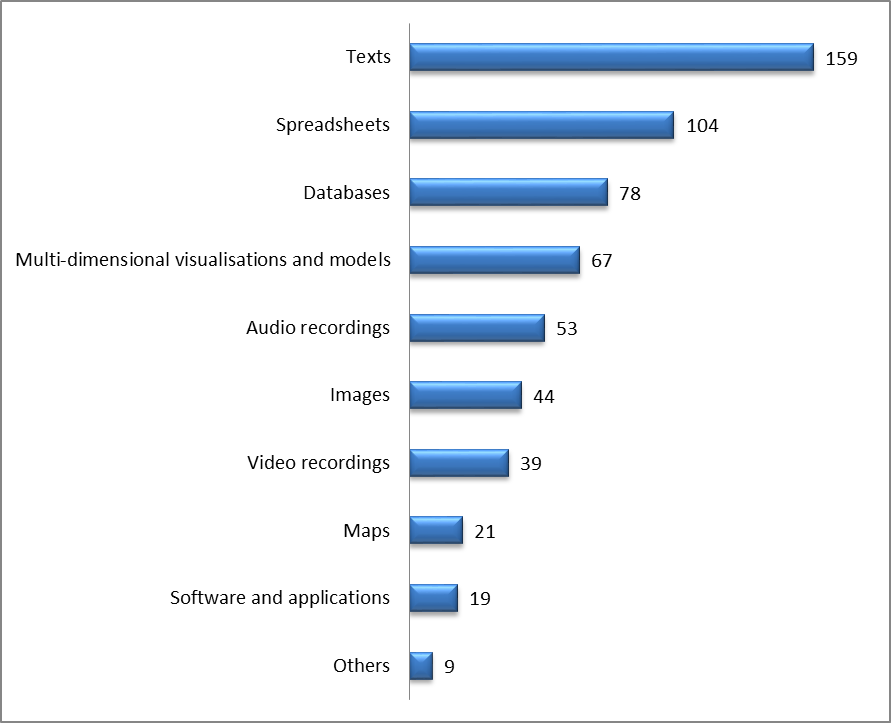 Texts 159
Spreadsheets 104
Databases 78
Multi-dimensional visualisations and models 67
Audio recordings 53
Images 44
Video recordings 39
Maps 21
Software and applications 19
Others 9